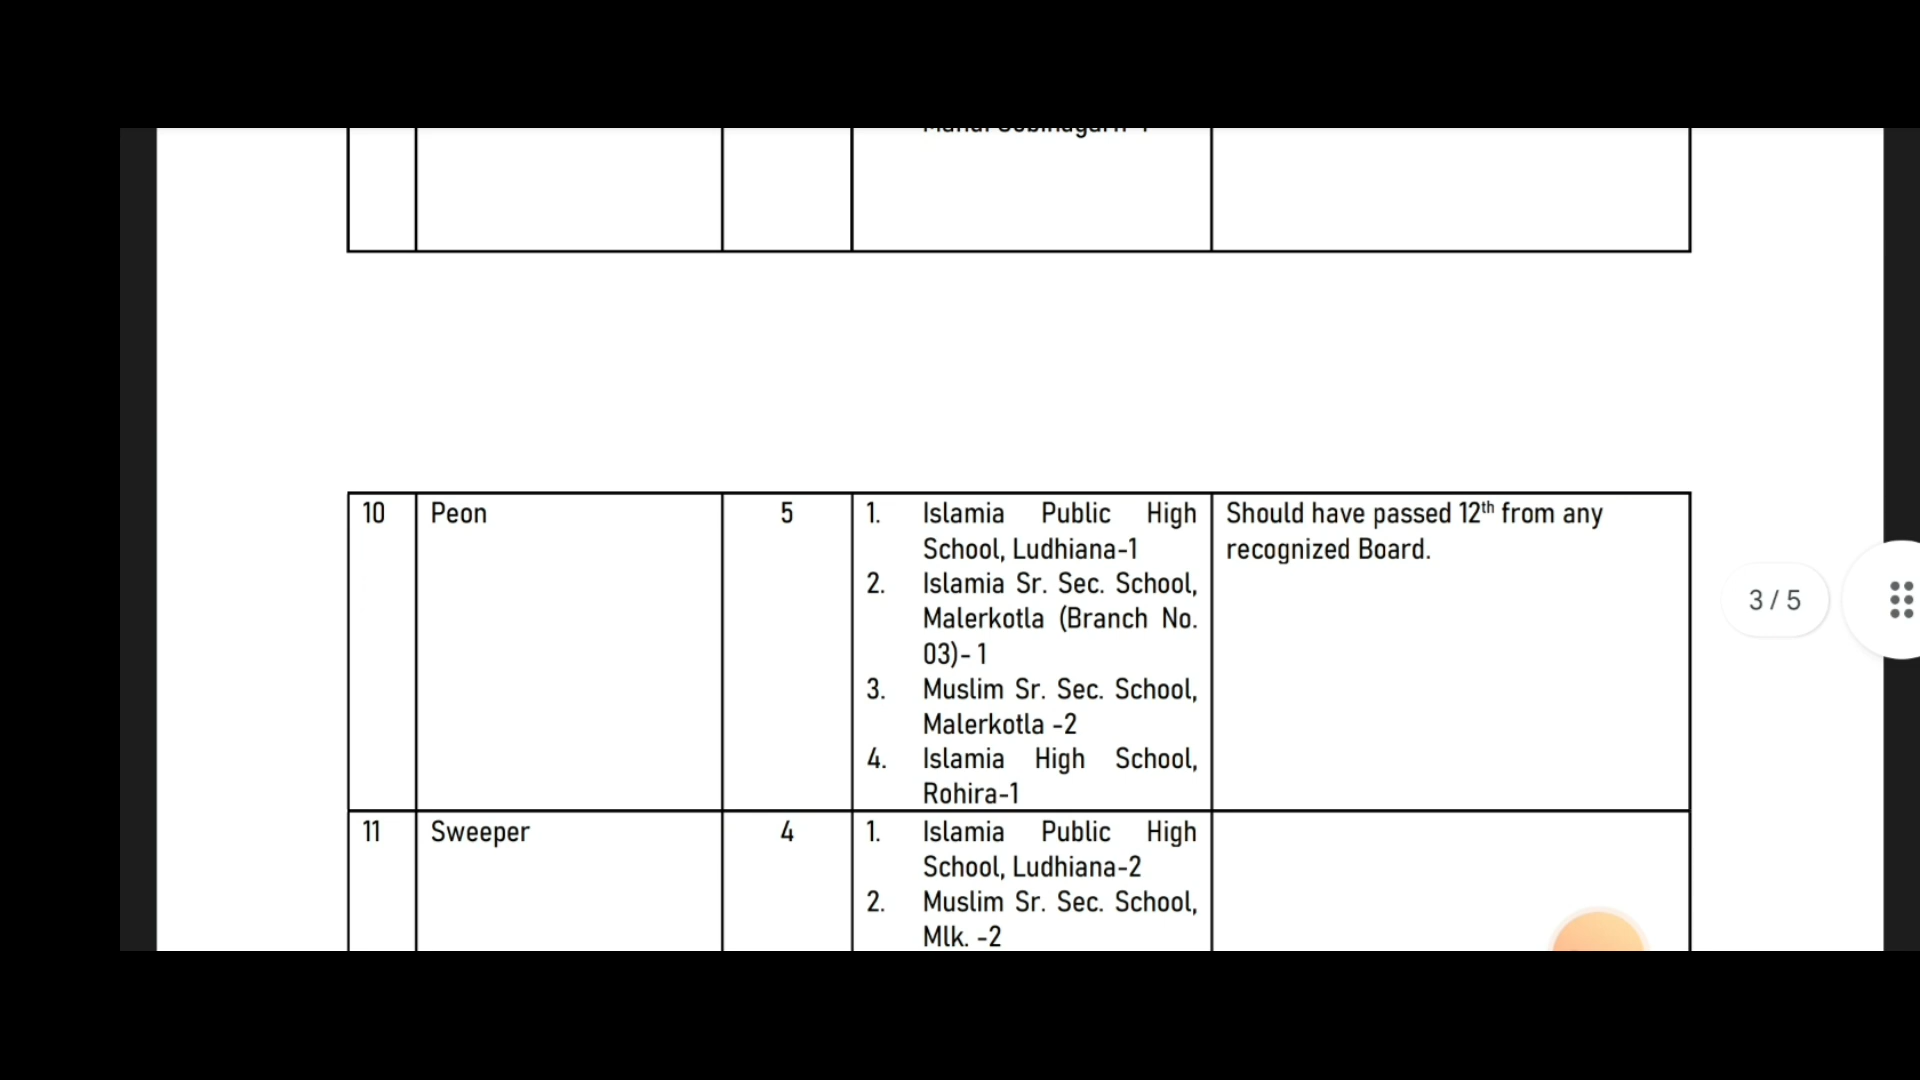 10 Peon 5 1. Islamia Public High Should have passed 12th from any
School, Ludhiana-1 recognized Board.
2. Islamia Sr. Sec. School,
Malerkotla (Branch No.
03)- 1
3. Muslim Sr. Sec. School,
Malerkotla -2
4. Islamia High School,
Rohira-1
11 Sweeper 4 1. Islamia Public High
School, Ludhiana-2
2. Muslim Sr. Sec. School,
Mlk. -2
3 / 5